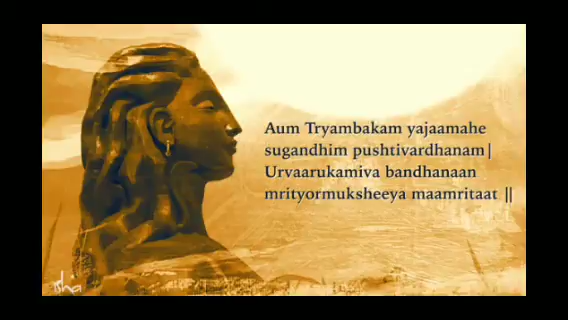 Aum Tryambakam yajaamahe
sugandhim pushtivardhanam|
Urvaarukamiva bandhanaan
mrityormuksheeya maamritaat ||
isha